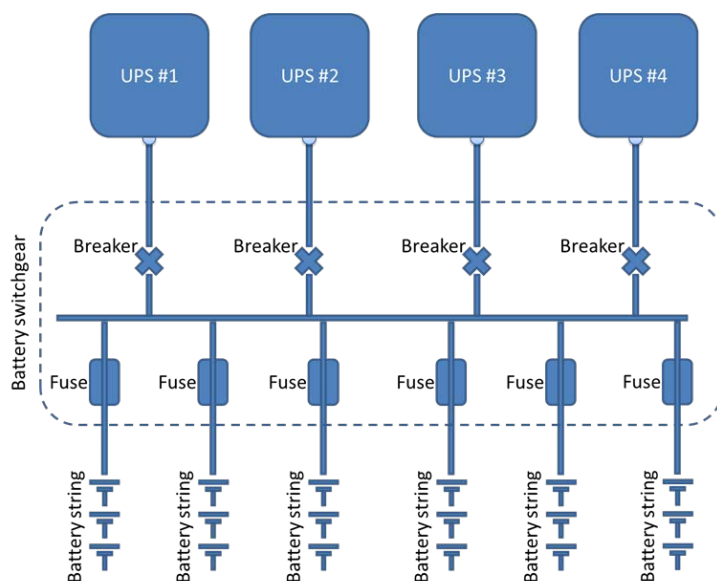 UPS #1
UPS #2
UPS #3
UPS #4
Battery switchgear
Breaker
Breaker
Breaker
Breaker
Fuse
Fuse
Fuse
Fuse
Fuse
Fuse
Battery string
Battery string
Battery string
Battery string
Battery string
Battery string